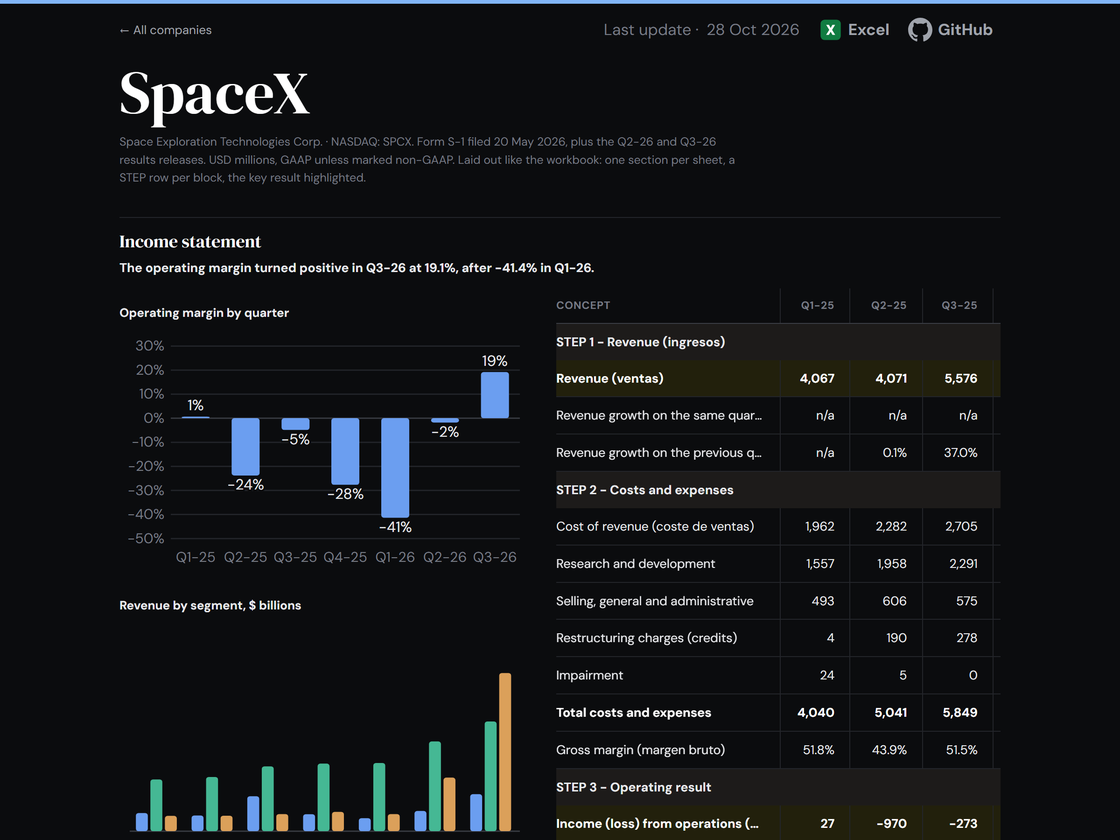 ← All companies
Last update · 28 Oct 2026 X Excel GitHub
SpaceX
Space Exploration Technologies Corp. · NASDAQ: SPCX. Form S-1 filed 20 May 2026, plus the Q2-26 and Q3-26
results releases. USD millions, GAAP unless marked non-GAAP. Laid out like the workbook: one section per sheet, a
STEP row per block, the key result highlighted.
Income statement
The operating margin turned positive in Q3-26 at 19.1%, after -41.4% in Q1-26.
Operating margin by quarter
30%
20%
10%
0%
-10%
-20%
-30%
-40%
-50%
1%
-24%
-5%
-28%
-41%
-2%
19%
Q1-25 Q2-25 Q3-25 Q4-25 Q1-26 Q2-26 Q3-26
Revenue by segment, $ billions
CONCEPT Q1-25 Q2-25 Q3-25
STEP 1 - Revenue (ingresos)
Revenue (ventas) 4,067 4,071 5,576
Revenue growth on the same quar... n/a n/a n/a
Revenue growth on the previous q... n/a 0.1% 37.0%
STEP 2 - Costs and expenses
Cost of revenue (coste de ventas) 1,962 2,282 2,705
Research and development 1,557 1,958 2,291
Selling, general and administrative 493 606 575
Restructuring charges (credits) 4 190 278
Impairment 24 5 0
Total costs and expenses 4,040 5,041 5,849
Gross margin (margen bruto) 51.8% 43.9% 51.5%
STEP 3 - Operating result
Income (loss) from operations (... 27 -970 -273